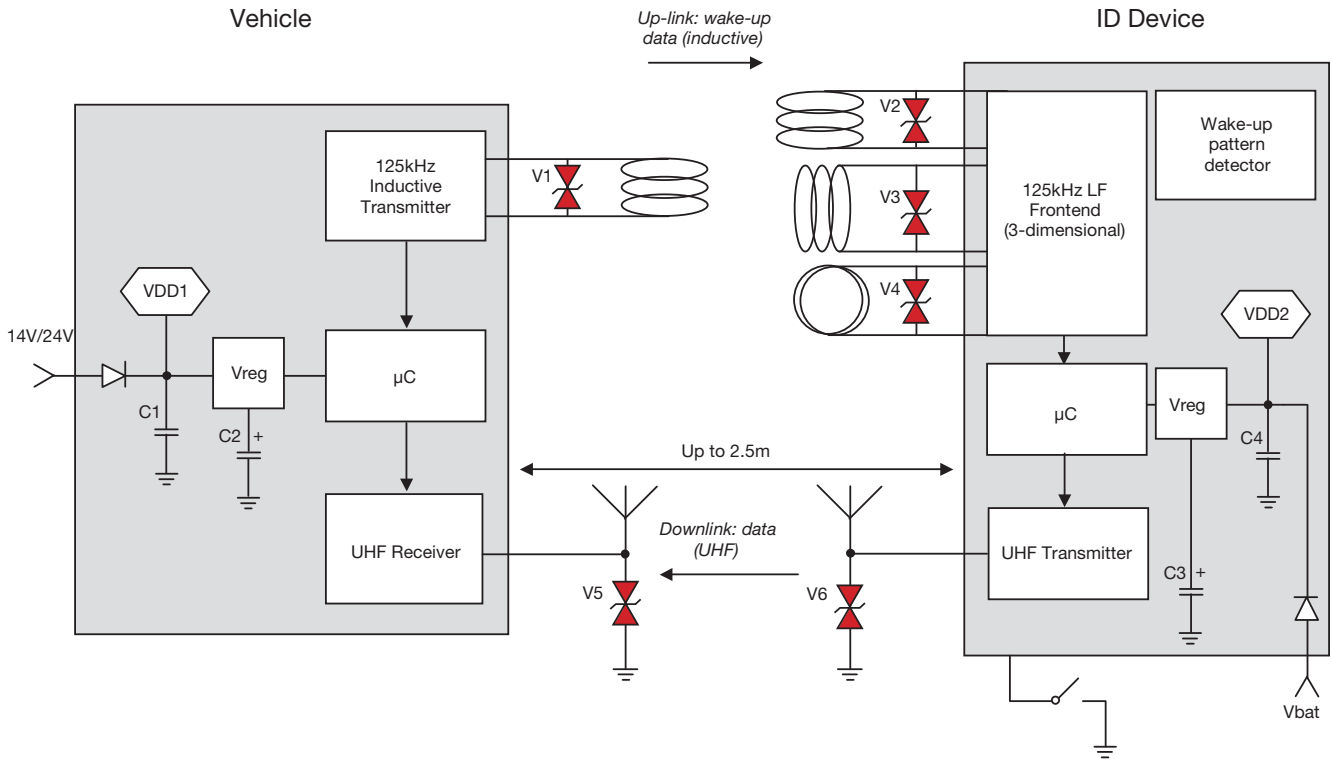 Vehicle
Up-link: wake-up
data (inductive)
ID Device
125kHz
Inductive
Transmitter
V1
V2
V3
V4
125kHz LF
Frontend
(3-dimensional)
Wake-up
pattern
detector
VDD1
14V/24V
Vreg
µC
C1
C2
+
UHF Receiver
Up to 2.5m
Downlink: data
(UHF)
V5
V6
VDD2
µC
Vreg
C4
UHF Transmitter
C3
+
Vbat